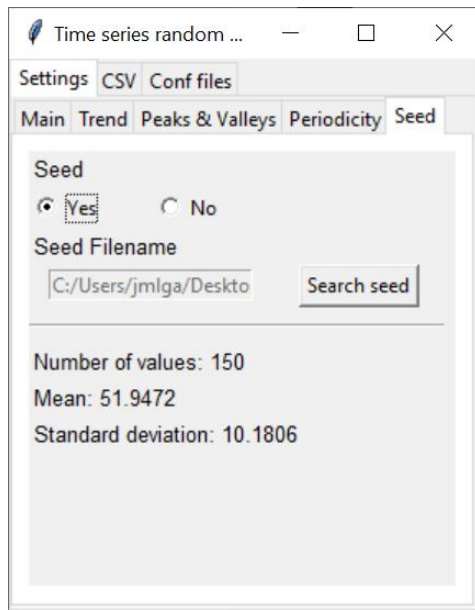 Time series random ...
Settings CSV Conf files
Main Trend Peaks & Valleys Periodicity Seed
Seed
Yes No
Seed Filename
C:/Users/jmlga/Deskto Search seed
Number of values: 150
Mean: 51.9472
Standard deviation: 10.1806